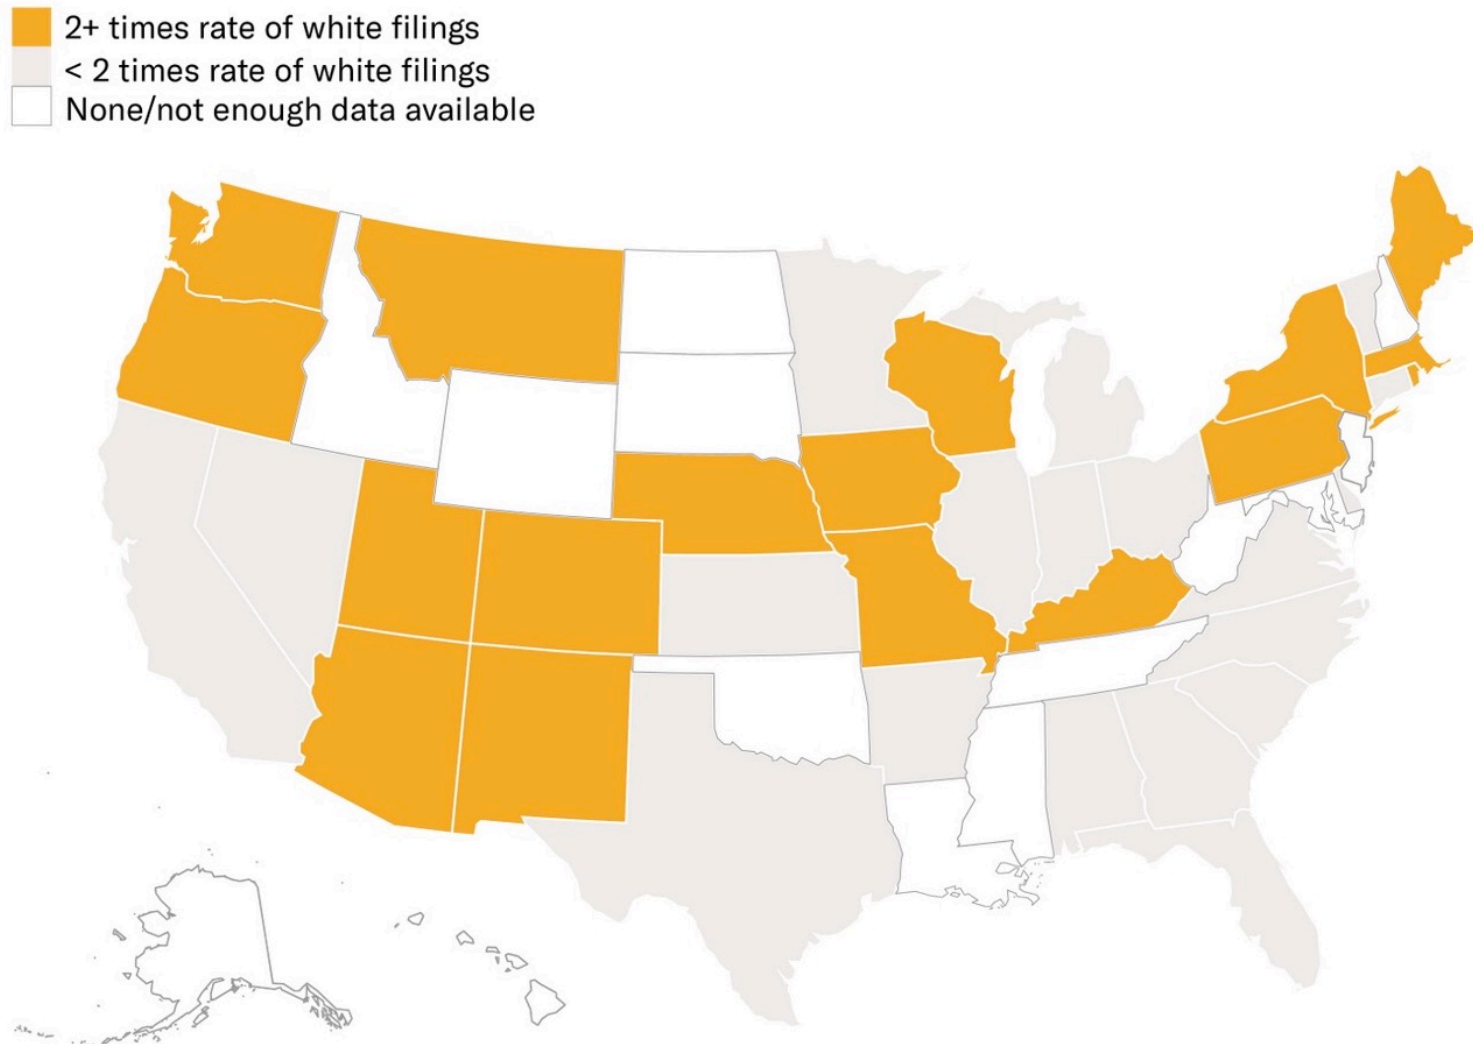 2+ times rate of white filings
< 2 times rate of white filings
None/not enough data available